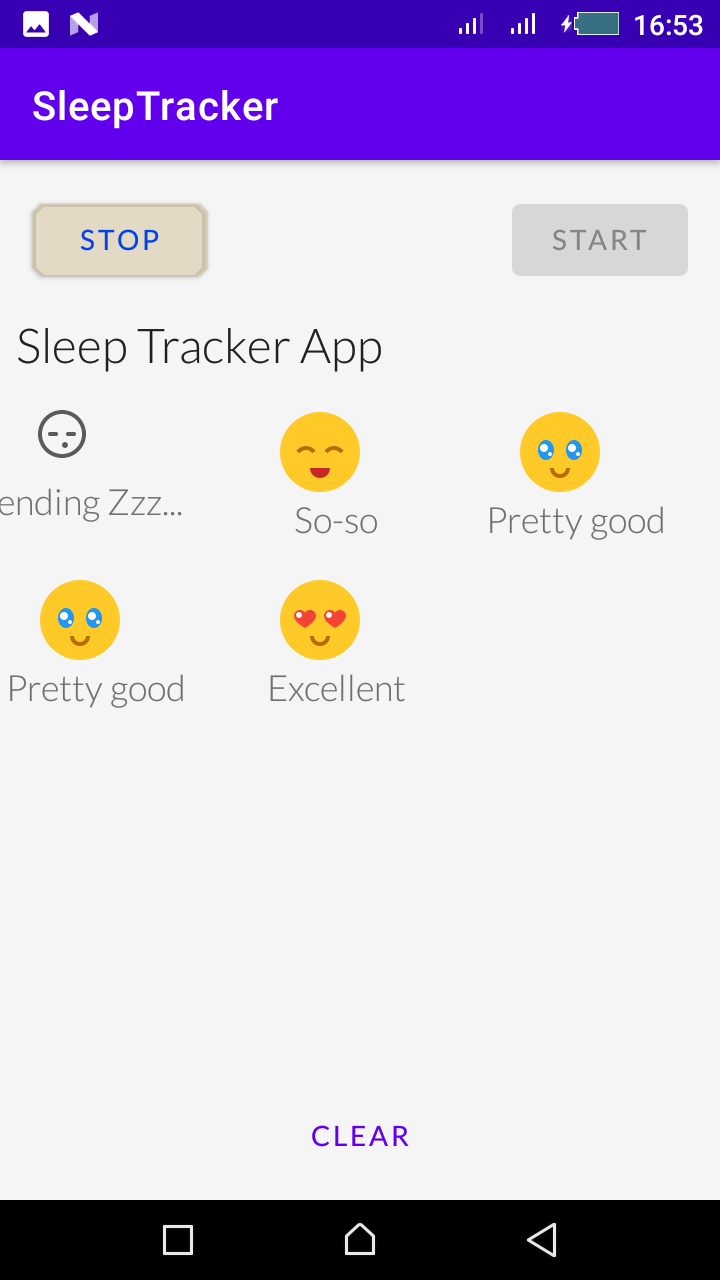 16:53
SleepTracker
STOP START
Sleep Tracker App
ending Zzz... So-so Pretty good
Pretty good Excellent
CLEAR